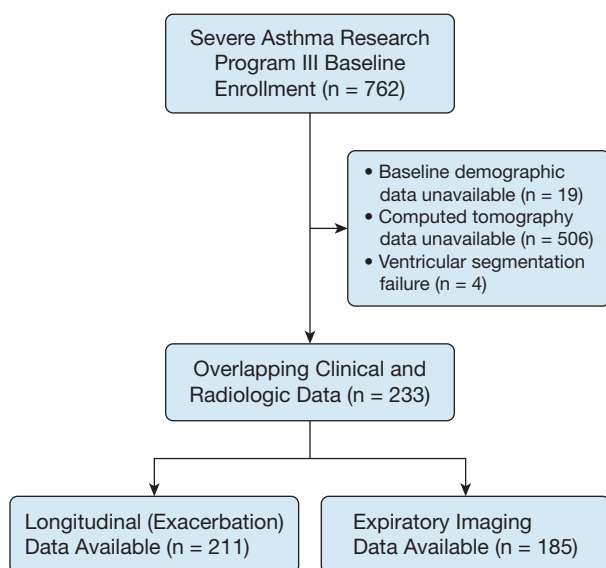 Severe Asthma Research
Program III Baseline
Enrollment (n = 762)
• Baseline demographic
data unavailable (n = 19)
• Computed tomography
data unavailable (n = 506)
• Ventricular segmentation
failure (n = 4)
Overlapping Clinical and
Radiologic Data (n = 233)
Longitudinal (Exacerbation)
Data Available (n = 211)
Expiratory Imaging
Data Available (n = 185)